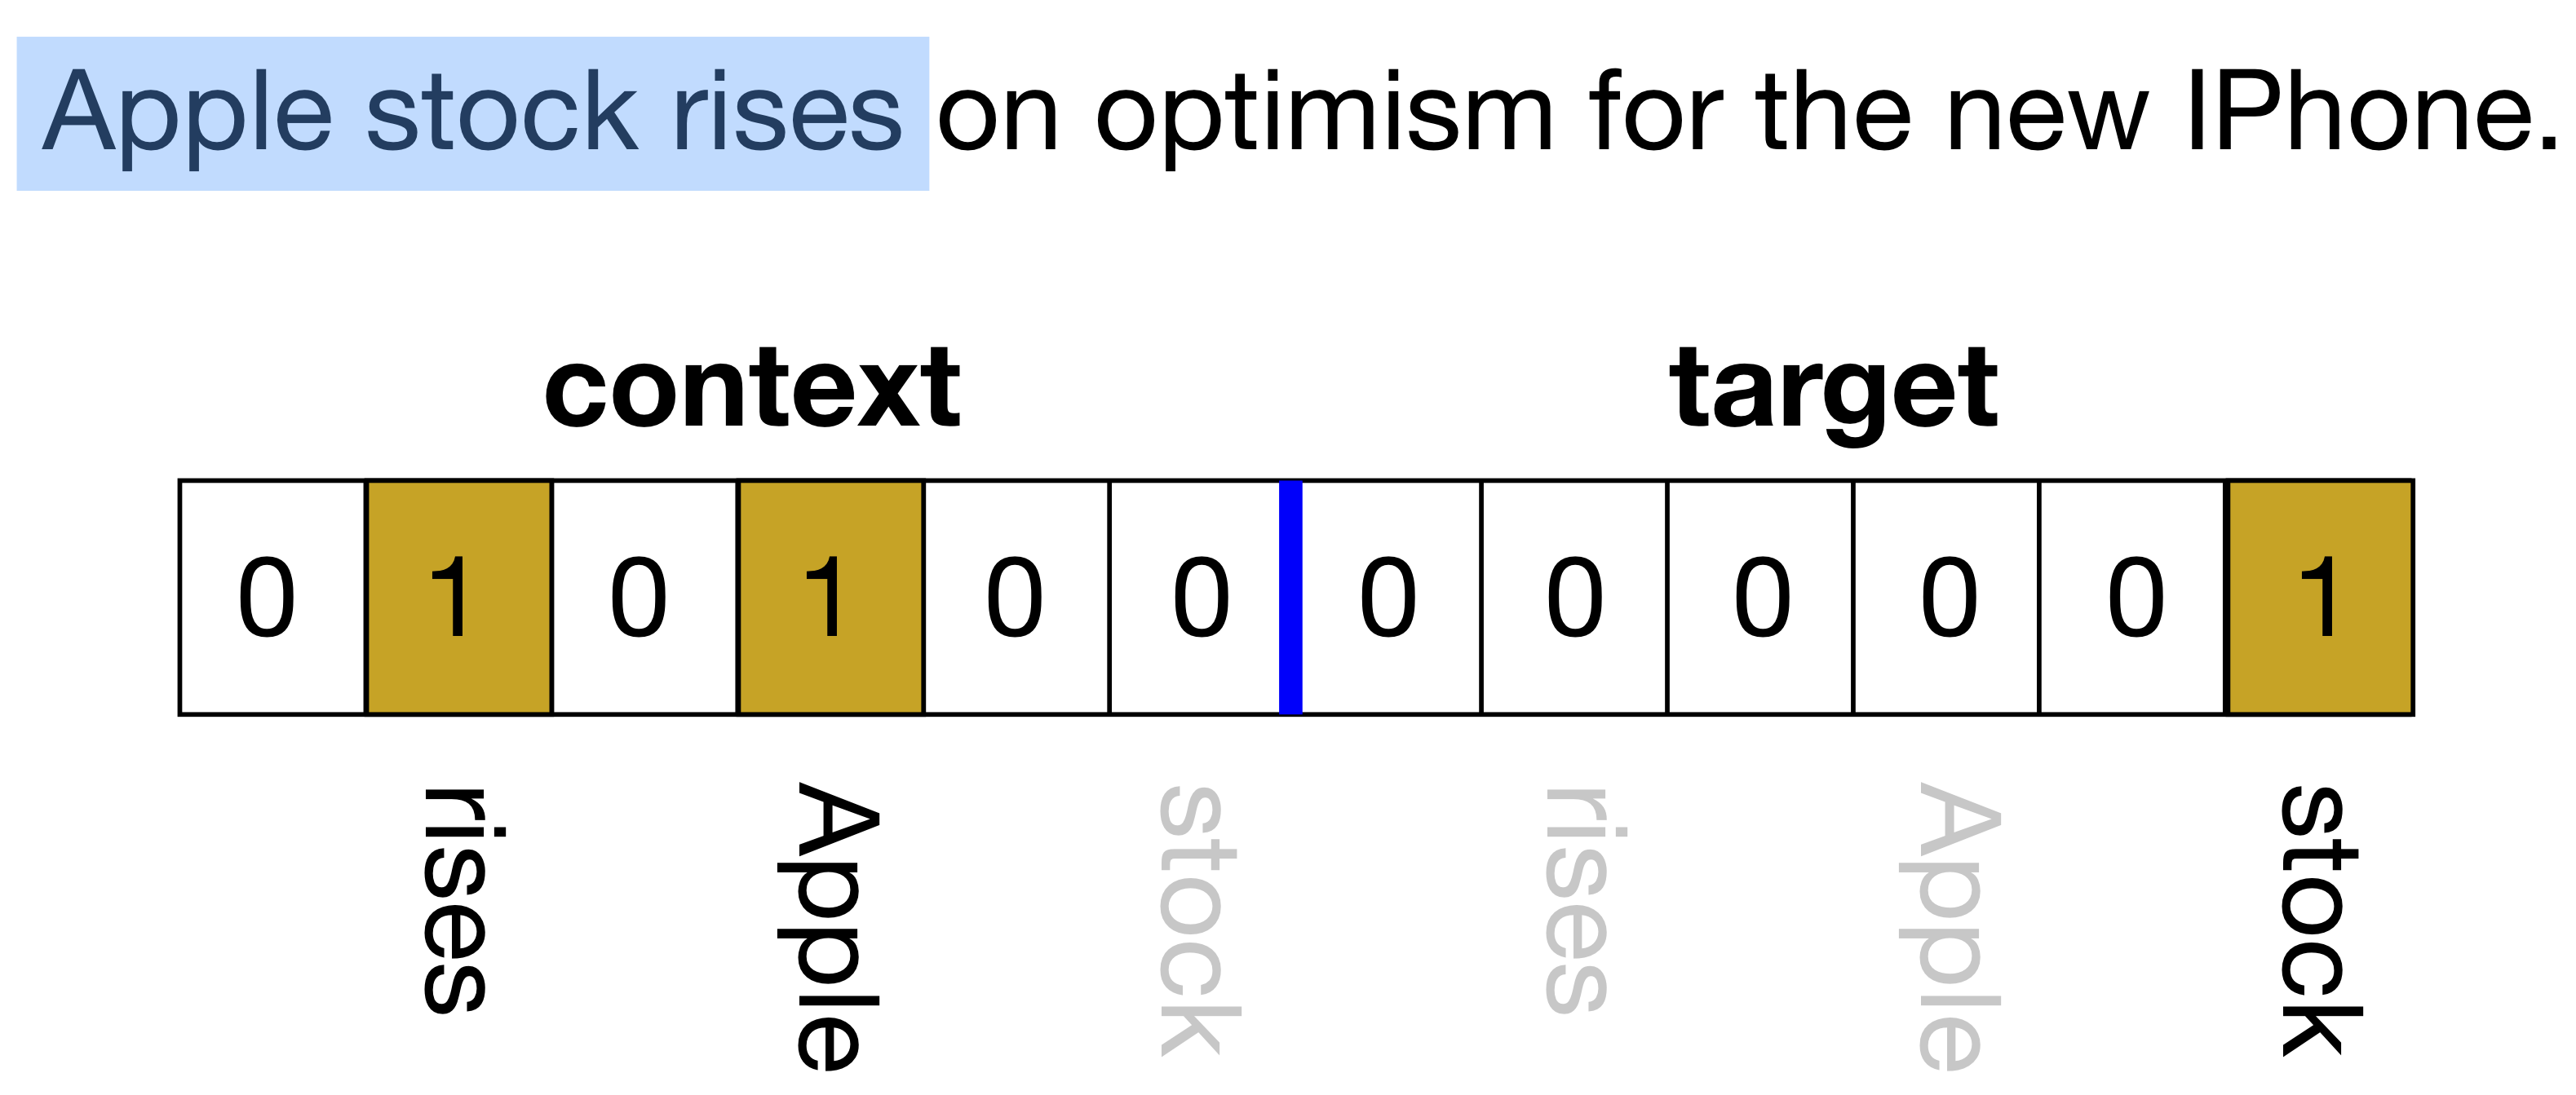 Apple stock rises on optimism for the new IPhone.
context target
0 1 0 1 0 0 0 0 0 0 0 1
rises Apple stock rises Apple stock